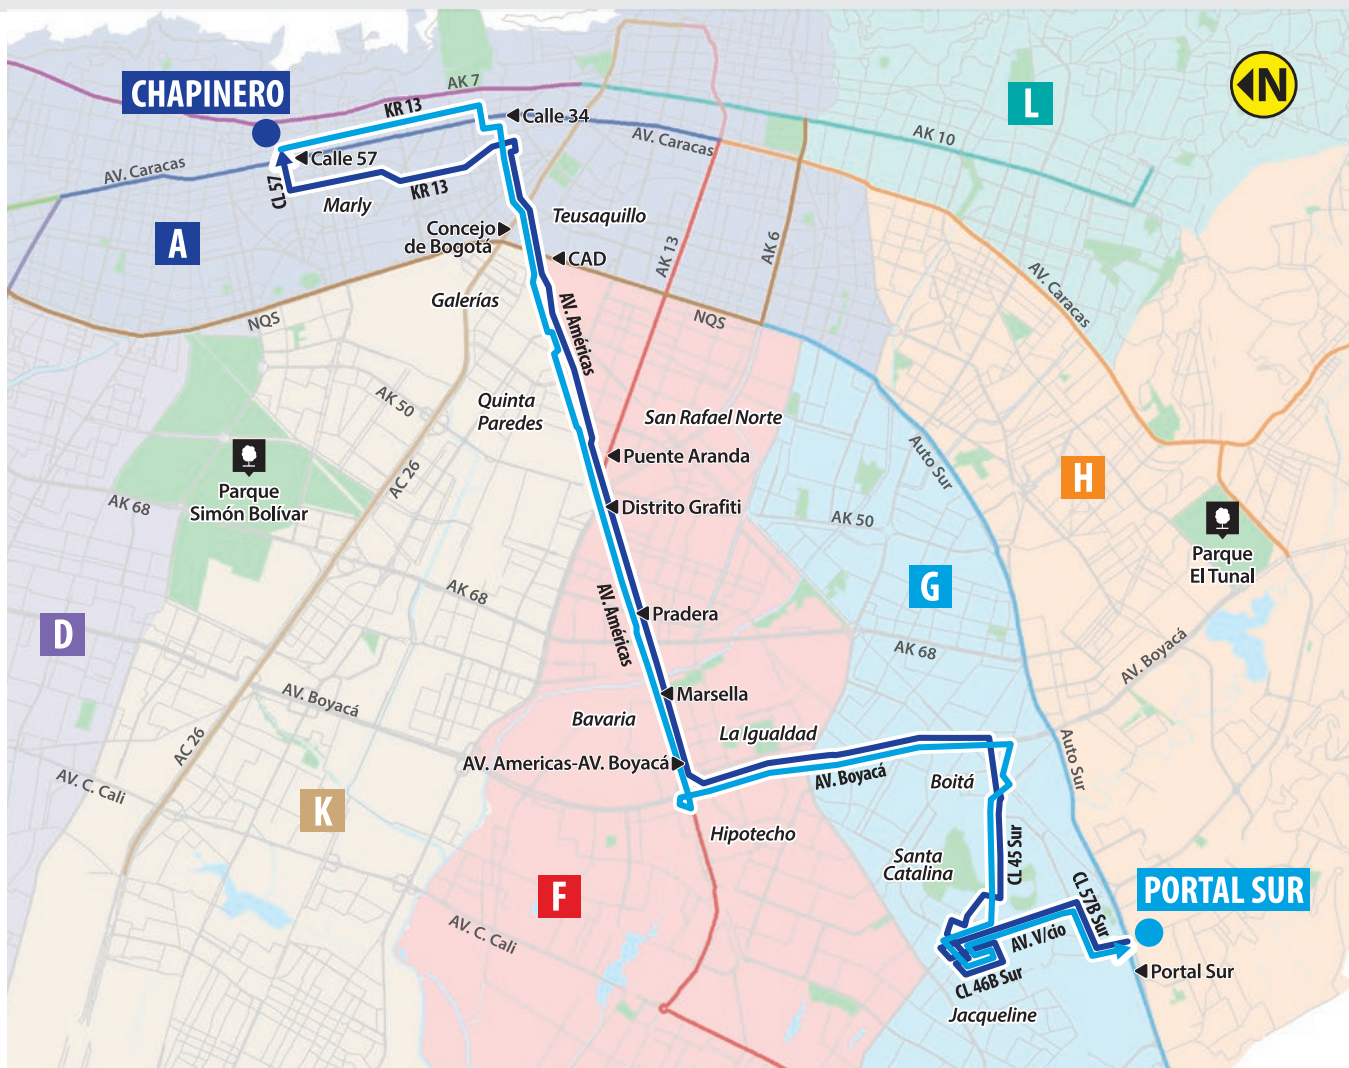 CHAPINERO
AK 7
KR 13
Calle 34
N
L
AK 10
AV. Caracas
AV. Caracas
Calle 57
CL 57
KR 13
Marly
A
Concejo
de Bogotá
Teusaquillo
CAD
AK 13
AK 6
AV. Caracas
Galerías
NQS
AV. Américas
NQS
AK 50
Quinta
Paredes
San Rafael Norte
Puente Aranda
Auto Sur
H
AC 26
Parque
Simón Bolívar
AK 68
Distrito Grafiti
AK 50
Parque
El Tunal
G
AK 68
AV. Américas
Pradera
D
AK 68
AV. Boyacá
AV. Boyacá
Marsella
Bavaria
La Igualdad
AC 26
AV. Americas-AV. Boyacá
AV. Boyacá
Boitá
Auto Sur
AV. C. Cali
K
Hipotecho
Santa
Catalina
CL 45 Sur
F
CL 57B Sur
PORTAL SUR
AV. C. Cali
AV. V/cio
Portal Sur
CL 46B Sur
Jacqueline